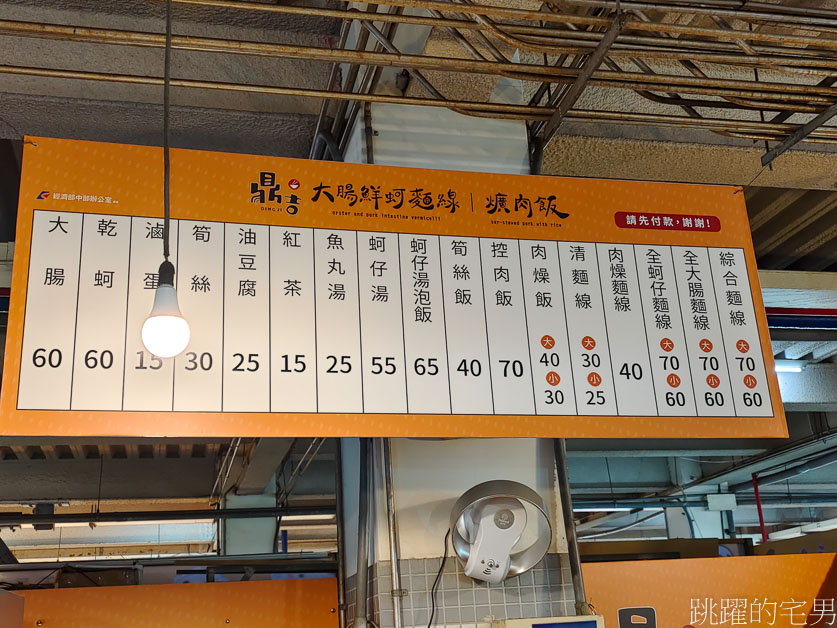 經濟部中部辦公室
鼎吉
DINGJI
大腸鮮蚵麵線｜爌肉飯
oyster and pork intestine vermicelli
soy-stewed pork with rice
請先付款，謝謝！
綜合麵線 大 70 小 60
全大腸麵線 大 70 小 60
全蚵仔麵線 大 70 小 60
肉燥麵線 40
清麵線 大 30 小 25
肉燥飯 大 40 小 30
控肉飯 70
筍絲飯 40
蚵仔湯泡飯 65
蚵仔湯 55
魚丸湯 25
紅茶 15
油豆腐 25
筍絲 30
滷蛋 15
乾蚵 60
大腸 60
跳躍的宅男